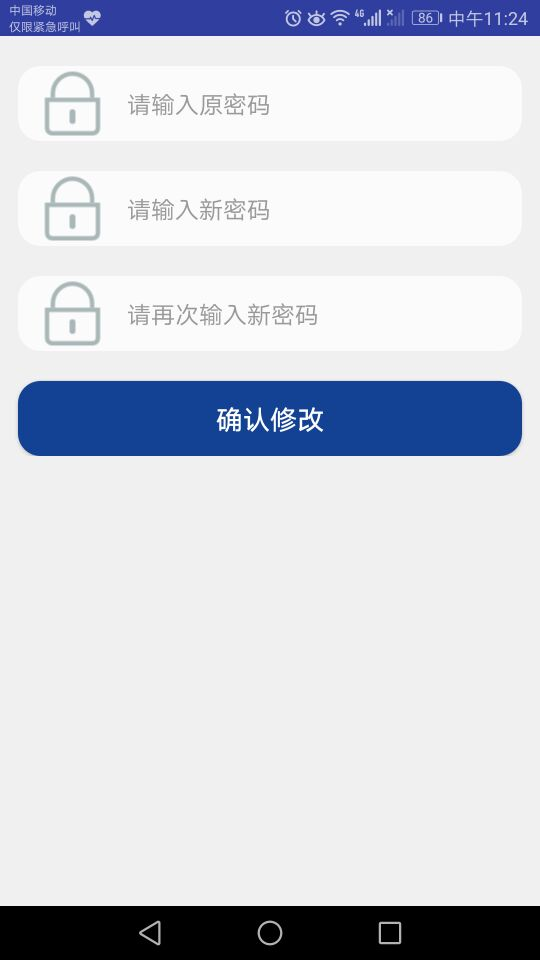 中国移动
仅限紧急呼叫
4G
86
中午11:24
请输入原密码
请输入新密码
请再次输入新密码
确认修改